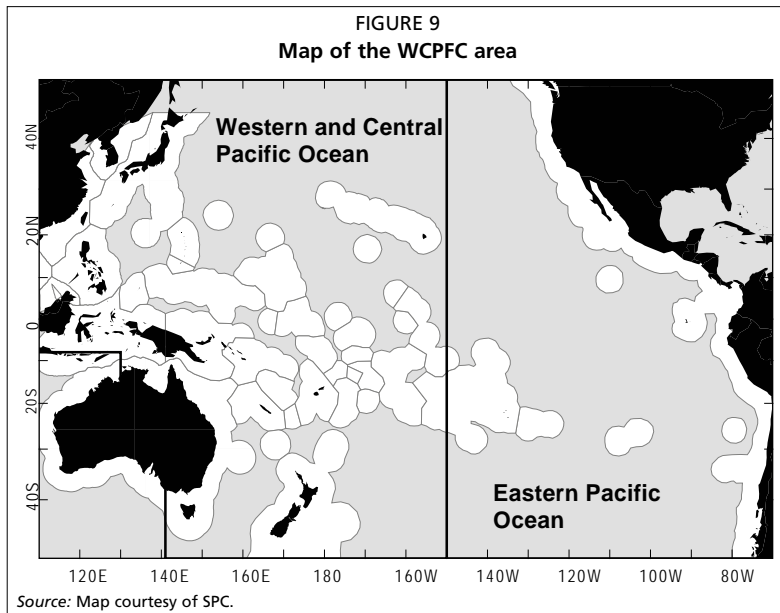 FIGURE 9
Map of the WCPFC area
Western and Central
Pacific Ocean
Eastern Pacific
Ocean
40N
20N
0
20S
40S
120E 140E 160E 180 160W 140W 120W 100W 80W
Source: Map courtesy of SPC.